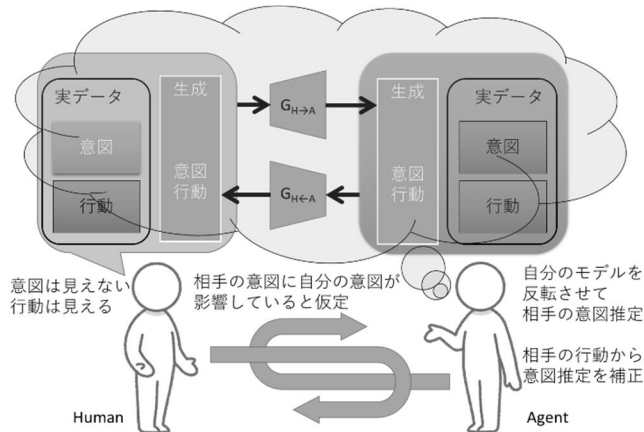 実データ
意図
行動
生成
意図
行動
G_{H→A}
G_{H←A}
生成
意図
行動
実データ
意図
行動
意図は見えない
行動は見える
相手の意図に自分の意図が
影響していると仮定
自分のモデルを
反転させて
相手の意図推定
相手の行動から
意図推定を補正
Human
Agent